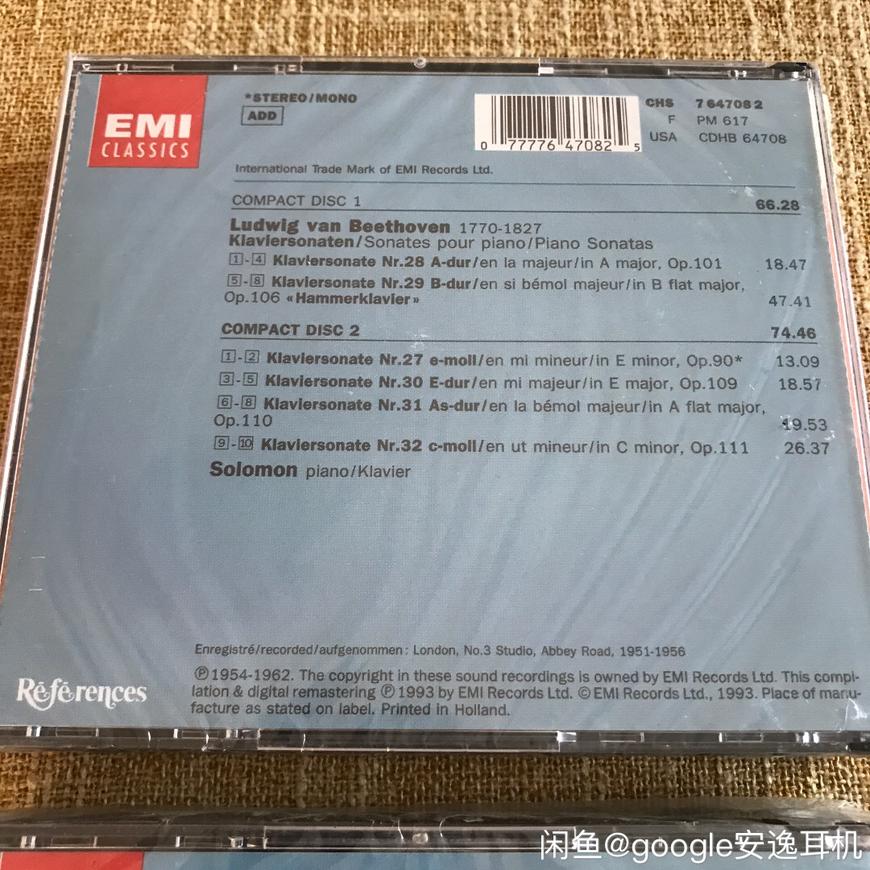 EMI
CLASSICS
*STEREO/MONO
ADD
0 77776 47082 5
CHS 7 64708 2
F PM 617
USA CDHB 64708
International Trade Mark of EMI Records Ltd.
COMPACT DISC 1 66.28
Ludwig van Beethoven 1770-1827
Klaviersonaten/Sonates pour piano/Piano Sonatas
1-4 Klaviersonate Nr.28 A-dur/en la majeur/in A major, Op.101 18.47
5-8 Klaviersonate Nr.29 B-dur/en si bémol majeur/in B flat major,
Op.106 «Hammerklavier» 47.41
COMPACT DISC 2 74.46
1-2 Klaviersonate Nr.27 e-moll/en mi mineur/in E minor, Op.90* 13.09
3-5 Klaviersonate Nr.30 E-dur/en mi majeur/in E major, Op.109 18.57
6-8 Klaviersonate Nr.31 As-dur/en la bémol majeur/in A flat major,
Op.110 19.53
9-10 Klaviersonate Nr.32 c-moll/en ut mineur/in C minor, Op.111 26.37
Solomon piano/Klavier
Enregistré/recorded/aufgenommen: London, No.3 Studio, Abbey Road, 1951-1956
℗1954-1962. The copyright in these sound recordings is owned by EMI Records Ltd. This compi-
lation & digital remastering ℗1993 by EMI Records Ltd. © EMI Records Ltd., 1993. Place of manu-
facture as stated on label. Printed in Holland.
Références
闲鱼@google安逸耳机